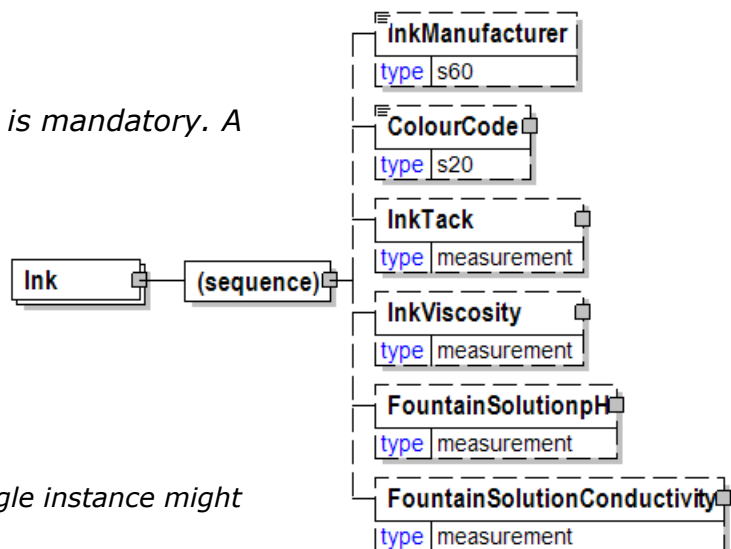 InkManufacturer
type s60
is mandatory. A
ColourCode
type s20
InkTack
type measurement
Ink
(sequence)
InkViscosity
type measurement
FountainSolutionpH
type measurement
gle instance might
FountainSolutionConductivity
type measurement